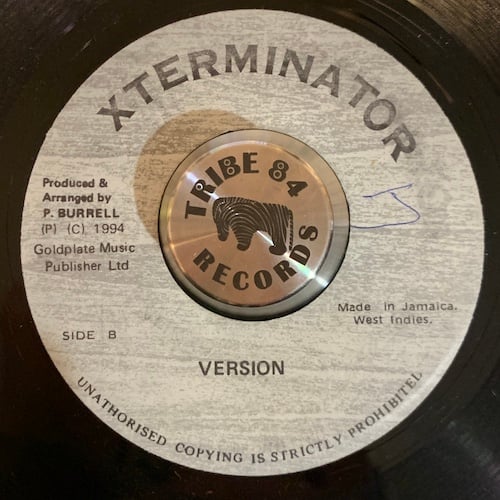 XTERMINATOR
TRIBE 84
RECORDS
Produced &
Arranged by
P. BURRELL
(P) (C) 1994
Goldplate Music
Publisher Ltd
Made in Jamaica.
West Indies.
SIDE B
VERSION
UNATHORISED COPYING IS STRICTLY PROHIBITEL